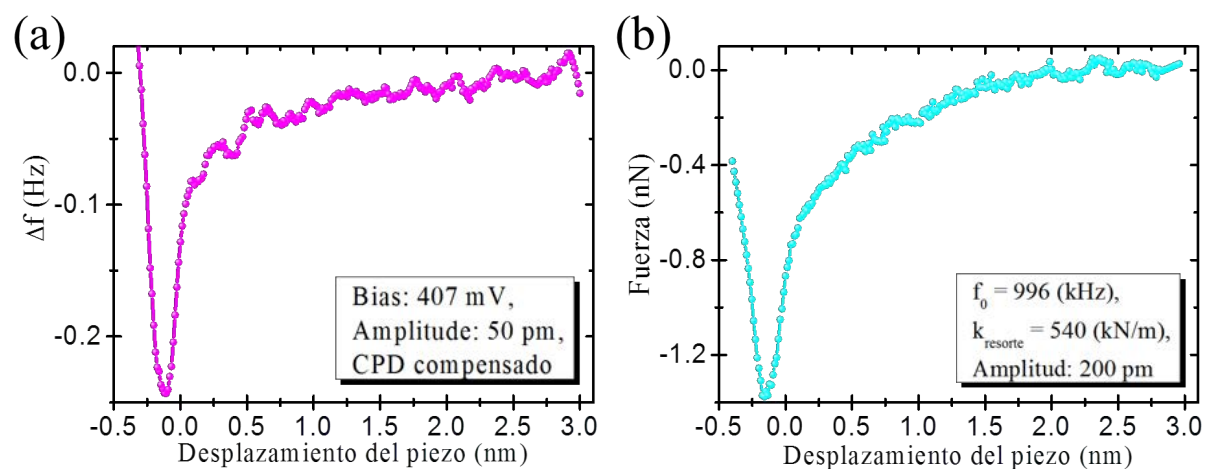 (a)
0.0
-0.1
-0.2
Δf (Hz)
-0.5 0.0 0.5 1.0 1.5 2.0 2.5 3.0
Desplazamiento del piezo (nm)
Bias: 407 mV,
Amplitude: 50 pm,
CPD compensado
(b)
0.0
-0.4
-0.8
-1.2
Fuerza (nN)
-0.5 0.0 0.5 1.0 1.5 2.0 2.5 3.0
Desplazamiento del piezo (nm)
f₀ = 996 (kHz),
k_resorte = 540 (kN/m),
Amplitud: 200 pm